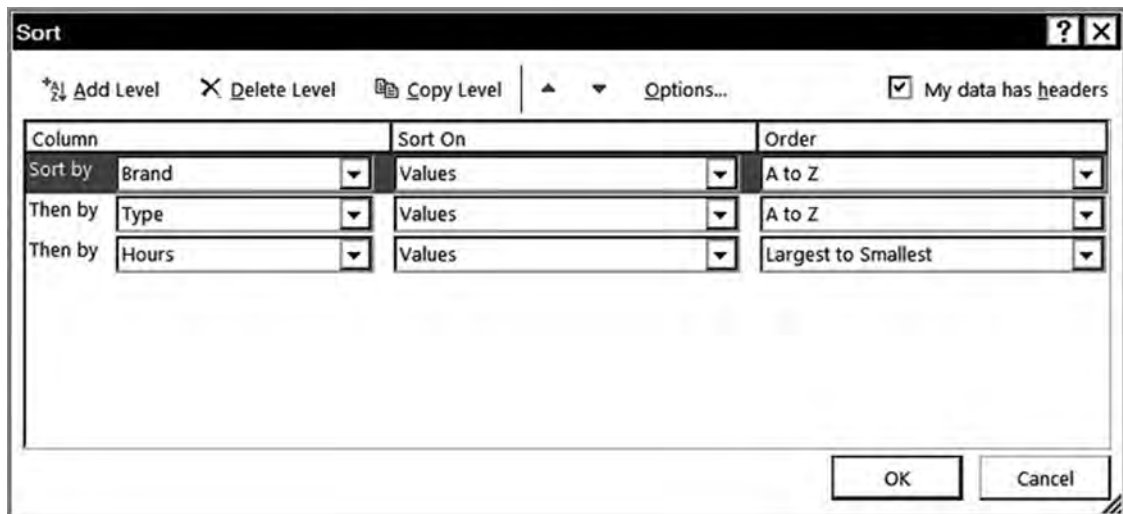 Sort ? X
Add Level Delete Level Copy Level Options... My data has headers
Column Sort On Order
Sort by Brand Values A to Z
Then by Type Values A to Z
Then by Hours Values Largest to Smallest
OK Cancel